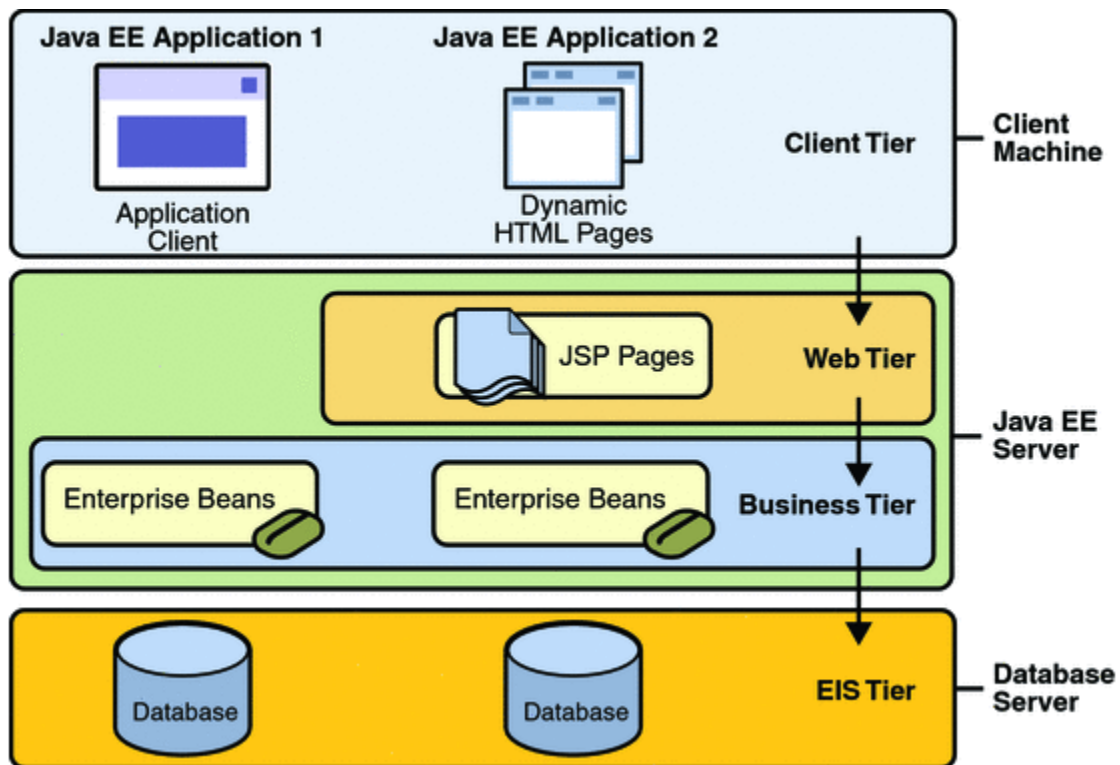 Java EE Application 1
Java EE Application 2
Application
Client
Dynamic
HTML Pages
Client Tier
Client
Machine
JSP Pages
Web Tier
Java EE
Server
Enterprise Beans
Enterprise Beans
Business Tier
Database
Database
EIS Tier
Database
Server